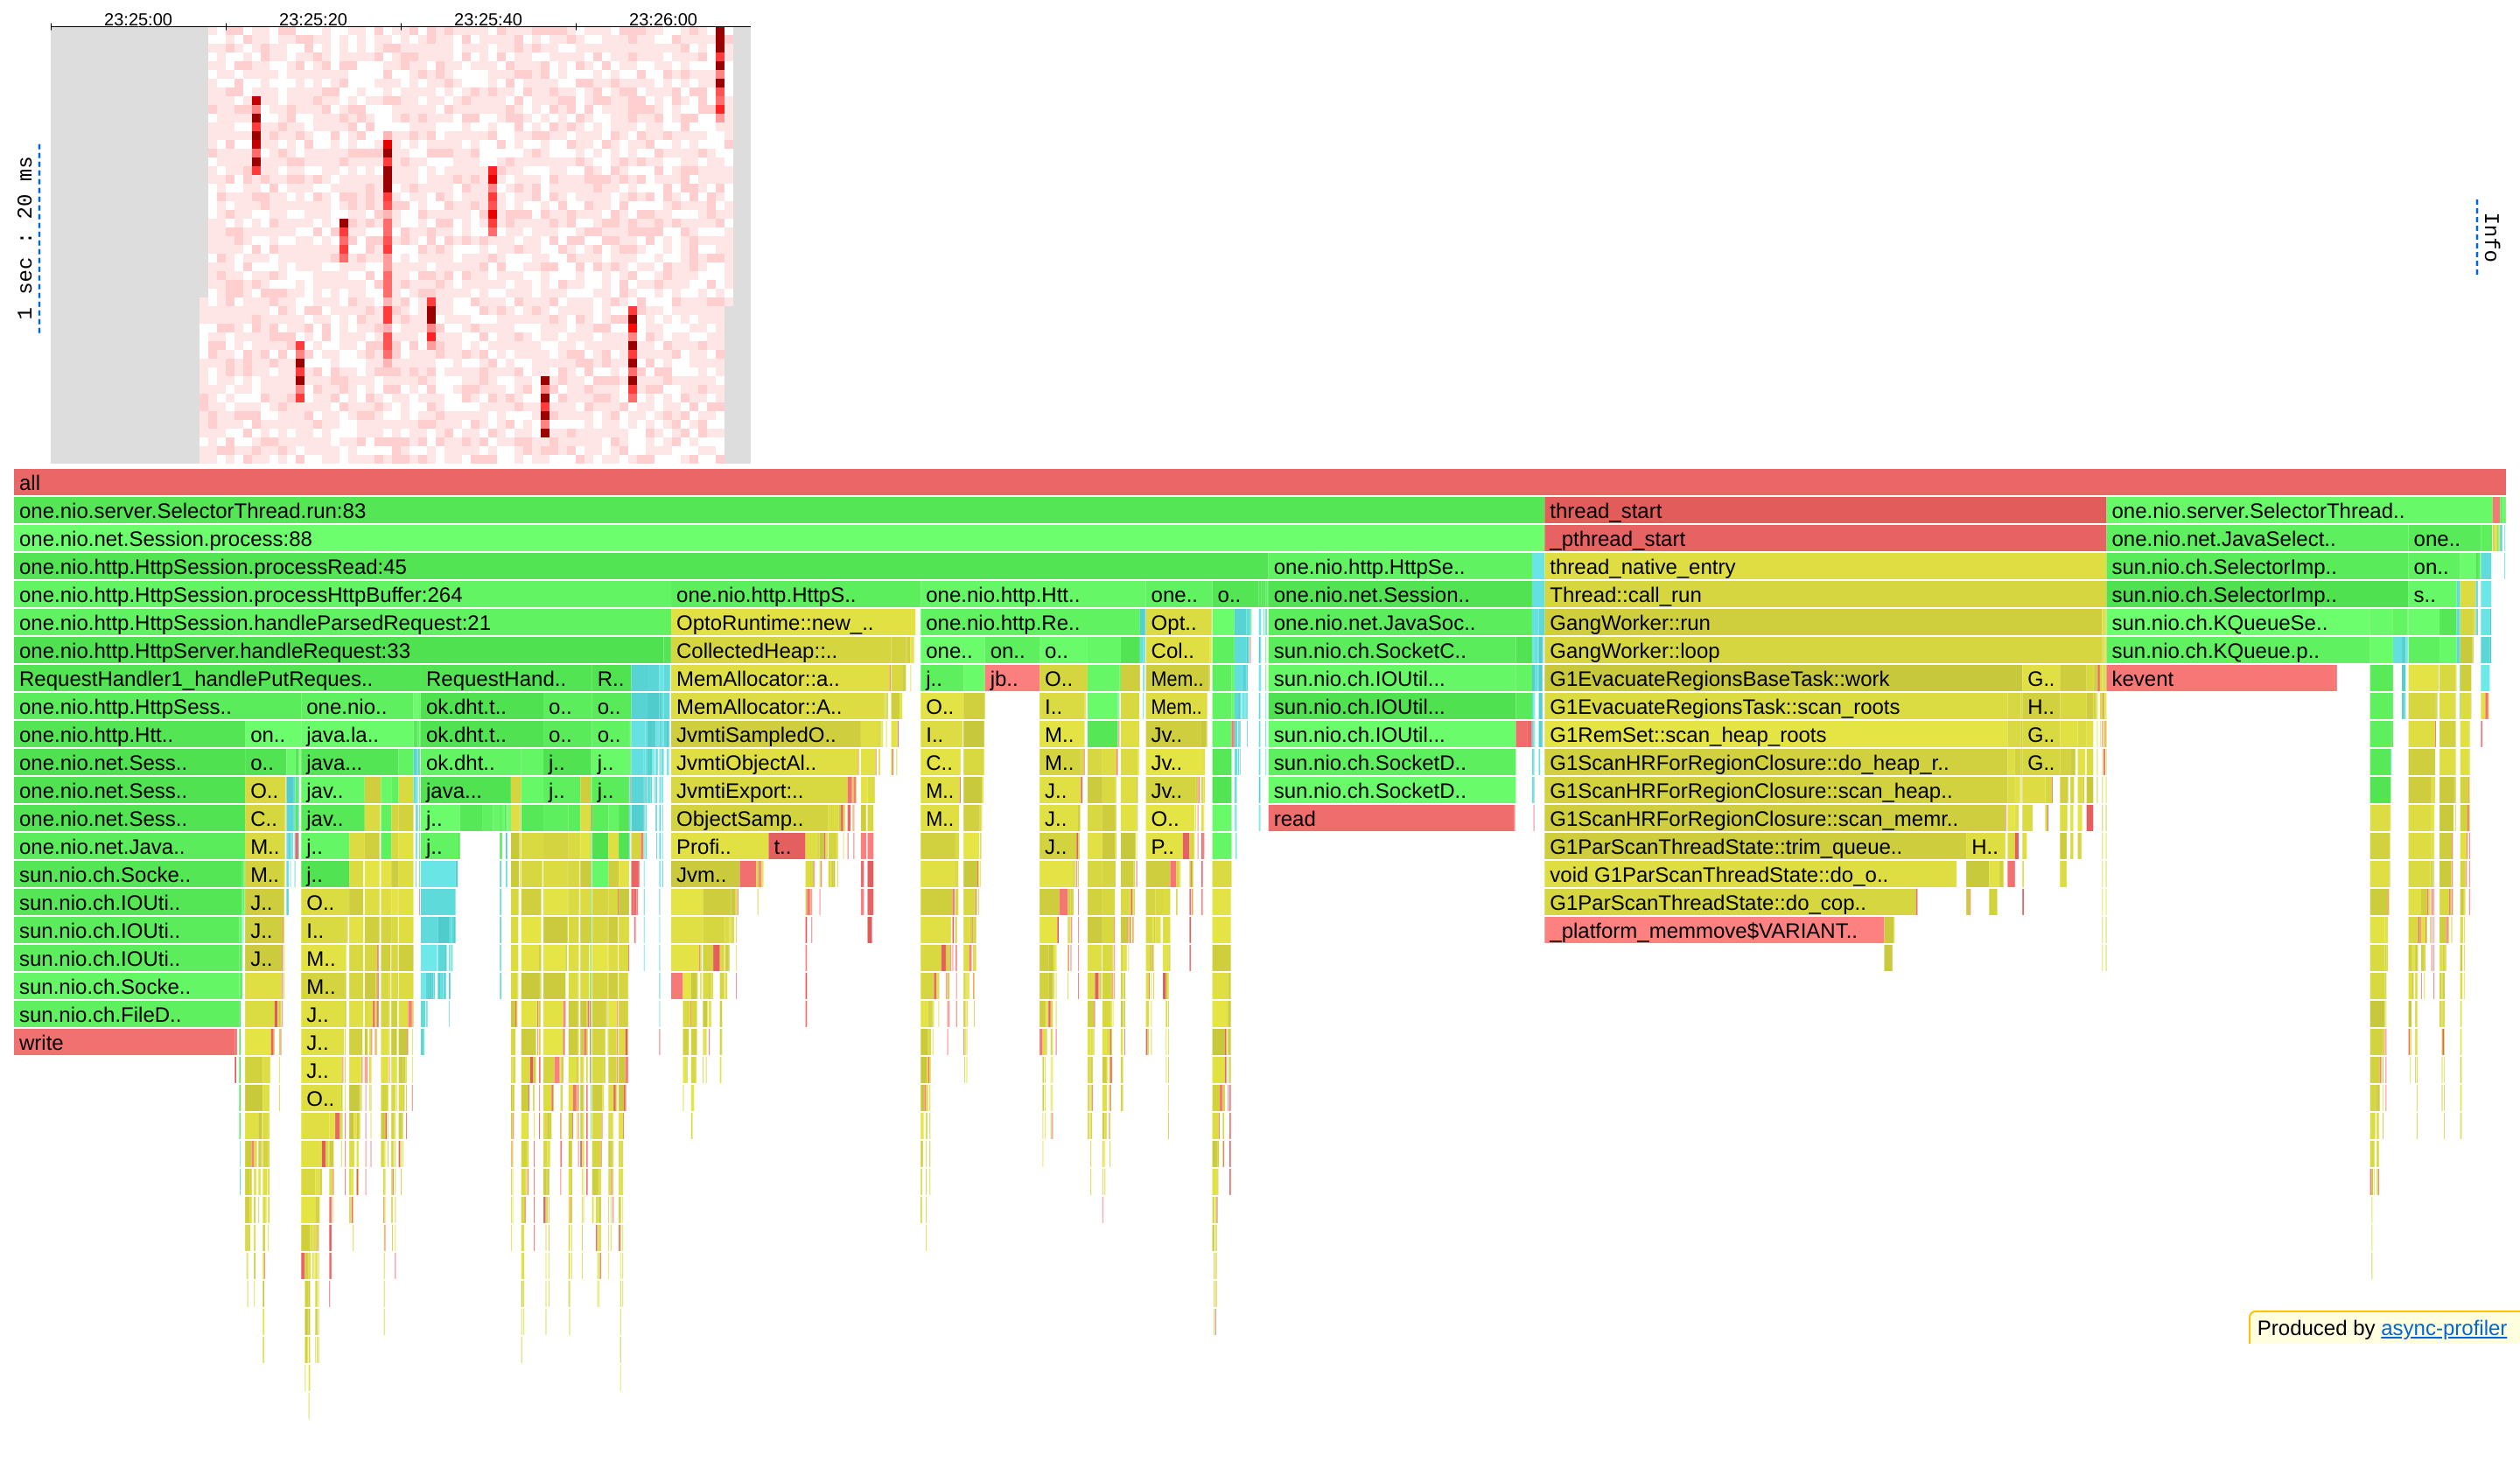 23:25:00 23:25:20 23:25:40 23:26:00
1 sec : 20 ms
Info
all
one.nio.server.SelectorThread.run:83 thread_start one.nio.server.SelectorThread..
one.nio.net.Session.process:88 _pthread_start one.nio.net.JavaSelect.. one..
one.nio.http.HttpSession.processRead:45 one.nio.http.HttpSe.. thread_native_entry sun.nio.ch.SelectorImp.. on..
one.nio.http.HttpSession.processHttpBuffer:264 one.nio.http.HttpS.. one.nio.http.Htt.. one.. o.. one.nio.net.Session.. Thread::call_run sun.nio.ch.SelectorImp.. s..
one.nio.http.HttpSession.handleParsedRequest:21 OptoRuntime::new_.. one.nio.http.Re.. Opt.. one.nio.net.JavaSoc.. GangWorker::run sun.nio.ch.KQueueSe..
one.nio.http.HttpServer.handleRequest:33 CollectedHeap::.. one.. on.. o.. Col.. sun.nio.ch.SocketC.. GangWorker::loop sun.nio.ch.KQueue.p..
RequestHandler1_handlePutReques.. RequestHand.. R.. MemAllocator::a.. j.. jb.. O.. Mem.. sun.nio.ch.IOUtil... G1EvacuateRegionsBaseTask::work G.. kevent
one.nio.http.HttpSess.. one.nio.. ok.dht.t.. o.. o.. MemAllocator::A.. O.. I.. Mem.. sun.nio.ch.IOUtil... G1EvacuateRegionsTask::scan_roots H..
one.nio.http.Htt.. on.. java.la.. ok.dht.t.. o.. o.. JvmtiSampledO.. I.. M.. Jv.. sun.nio.ch.IOUtil... G1RemSet::scan_heap_roots G..
one.nio.net.Sess.. o.. java... ok.dht.. j.. j.. JvmtiObjectAl.. C.. M.. Jv.. sun.nio.ch.SocketD.. G1ScanHRForRegionClosure::do_heap_r.. G..
one.nio.net.Sess.. O.. jav.. java... j.. j.. JvmtiExport:.. M.. J.. Jv.. sun.nio.ch.SocketD.. G1ScanHRForRegionClosure::scan_heap..
one.nio.net.Sess.. C.. jav.. j.. ObjectSamp.. M.. J.. O.. read G1ScanHRForRegionClosure::scan_memr..
one.nio.net.Java.. M.. j.. j.. Profi.. t.. J.. P.. G1ParScanThreadState::trim_queue.. H..
sun.nio.ch.Socke.. M.. j.. Jvm.. void G1ParScanThreadState::do_o..
sun.nio.ch.IOUti.. J.. O.. G1ParScanThreadState::do_cop..
sun.nio.ch.IOUti.. J.. I.. _platform_memmove$VARIANT..
sun.nio.ch.IOUti.. J.. M..
sun.nio.ch.Socke.. M..
sun.nio.ch.FileD.. J..
write J..
J..
O..
Produced by async-profiler